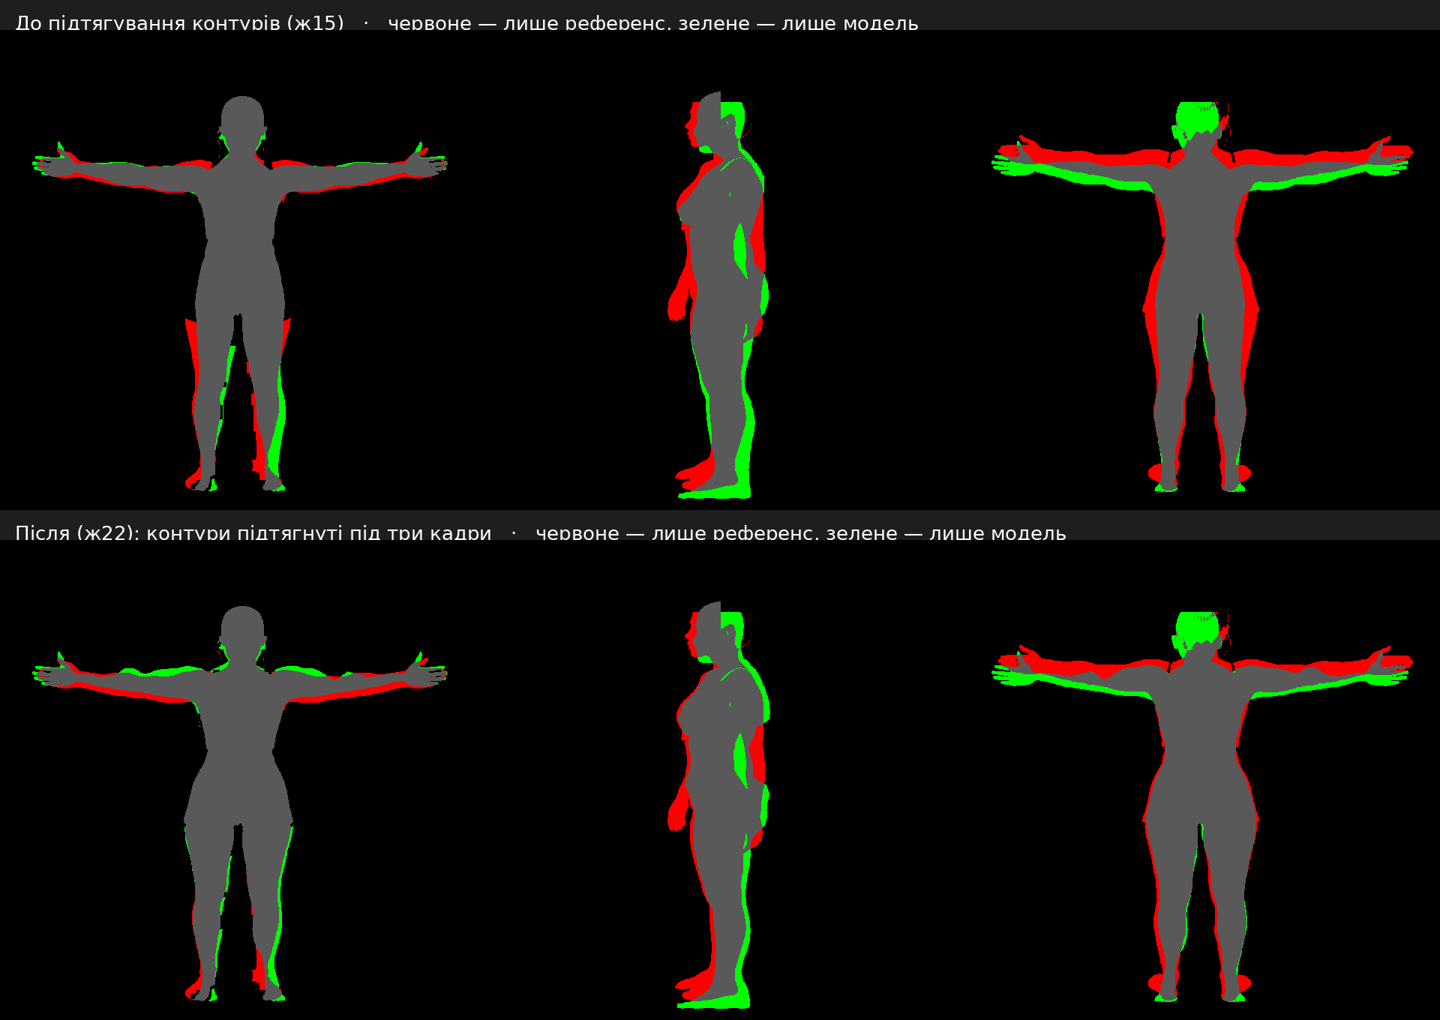 До підтягування контурів (ж15) · червоне — лише референс, зелене — лише модель
Після (ж22): контури підтягнуті під три кадри · червоне — лише референс, зелене — лише модель